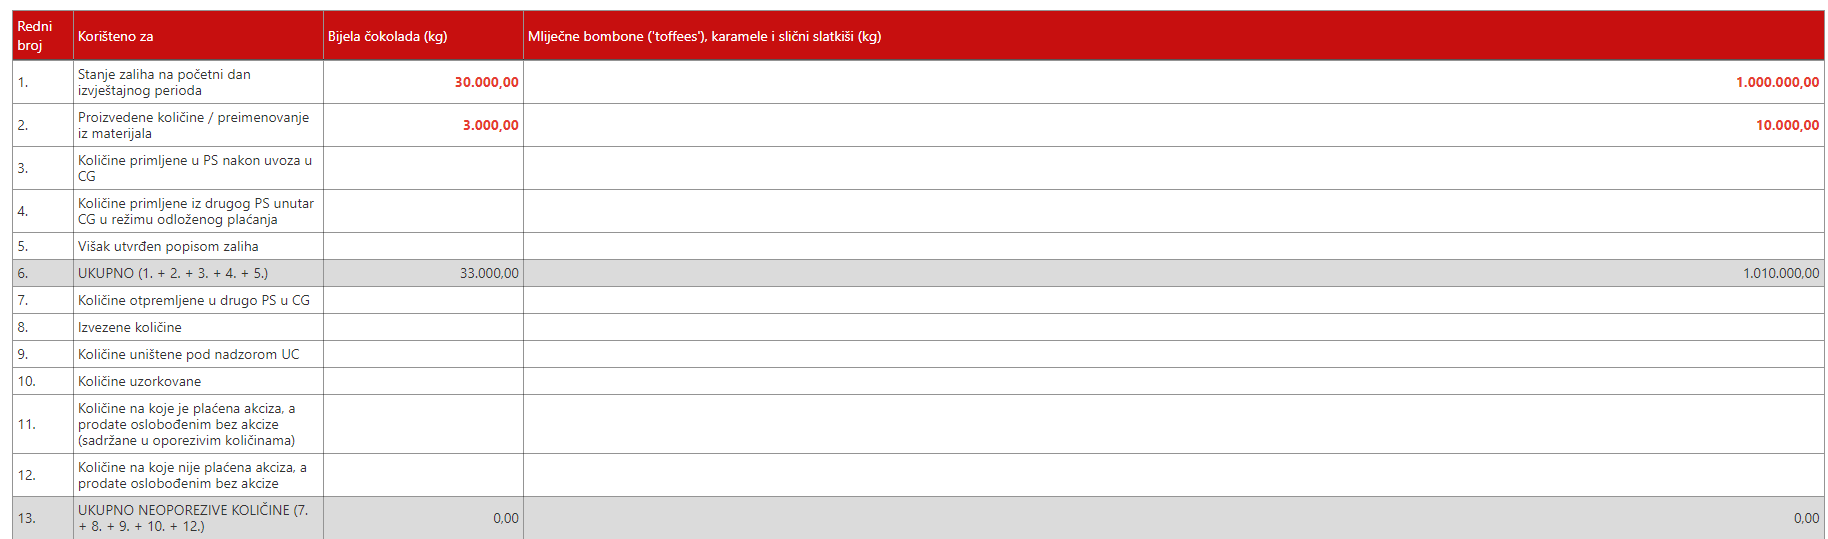 Redni broj Korišteno za Bijela čokolada (kg) Mliječne bombone ('toffees'), karamele i slični slatkiši (kg)
1. Stanje zaliha na početni dan izvještajnog perioda 30.000,00 1.000.000,00
2. Proizvedene količine / preimenovanje iz materijala 3.000,00 10.000,00
3. Količine primljene u PS nakon uvoza u CG
4. Količine primljene iz drugog PS unutar CG u režimu odloženog plaćanja
5. Višak utvrđen popisom zaliha
6. UKUPNO (1. + 2. + 3. + 4. + 5.) 33.000,00 1.010.000,00
7. Količine otpremljene u drugo PS u CG
8. Izvezene količine
9. Količine uništene pod nadzorom UC
10. Količine uzorkovane
11. Količine na koje je plaćena akciza, a prodate oslobođenim bez akcize (sadržane u oporezivim količinama)
12. Količine na koje nije plaćena akciza, a prodate oslobođenim bez akcize
13. UKUPNO NEOPOREZIVE KOLIČINE (7. + 8. + 9. + 10. + 12.) 0,00 0,00